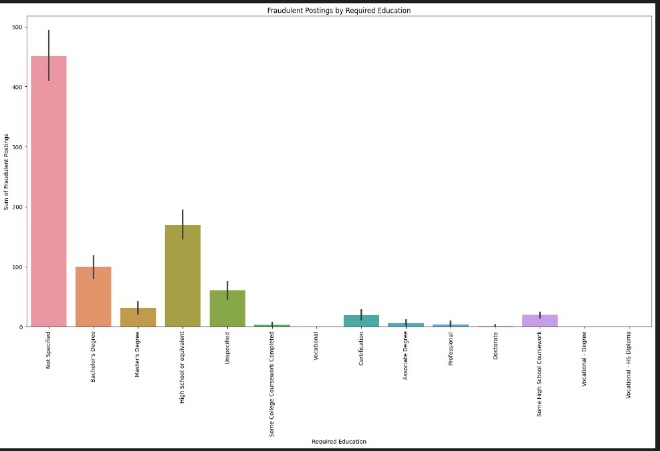 Fraudulent Postings by Required Education
Sum of Fraudulent Postings
500
400
300
200
100
0
Not Specified
Bachelor's Degree
Master's Degree
High School or equivalent
Unspecified
Some College Coursework Completed
Vocational
Certification
Associate Degree
Professional
Doctorate
Some High School Coursework
Vocational - Degree
Vocational - HS Diploma
Required Education